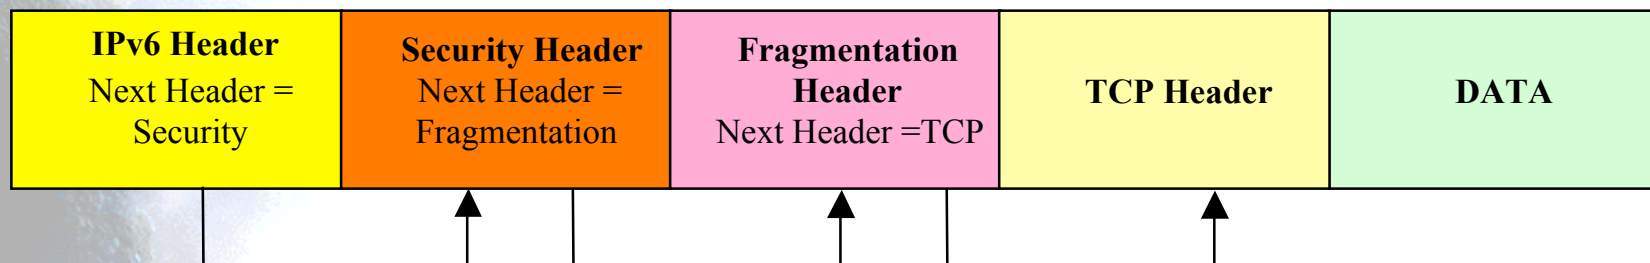 IPv6 Header
Next Header =
Security
Security Header
Next Header =
Fragmentation
Fragmentation
Header
Next Header =TCP
TCP Header
DATA